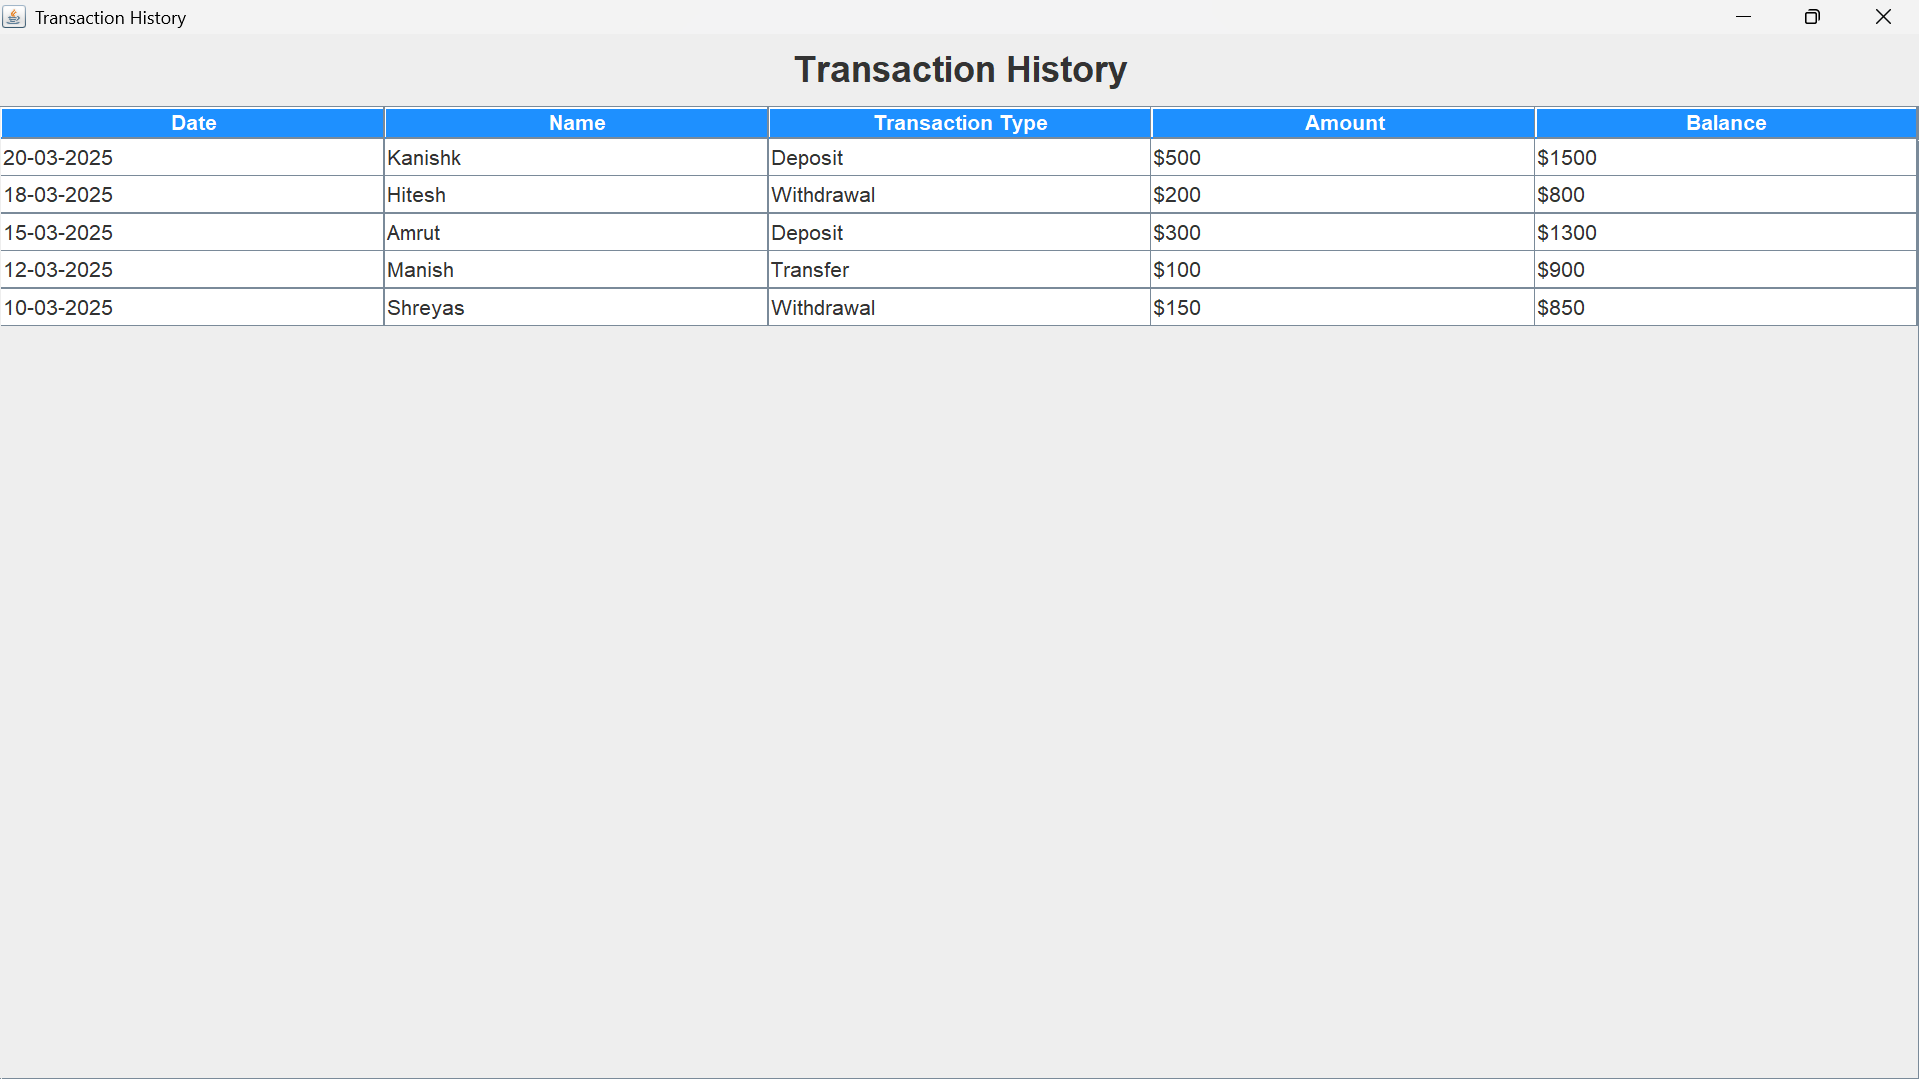 Transaction History
Transaction History
Date Name Transaction Type Amount Balance
20-03-2025 Kanishk Deposit $500 $1500
18-03-2025 Hitesh Withdrawal $200 $800
15-03-2025 Amrut Deposit $300 $1300
12-03-2025 Manish Transfer $100 $900
10-03-2025 Shreyas Withdrawal $150 $850